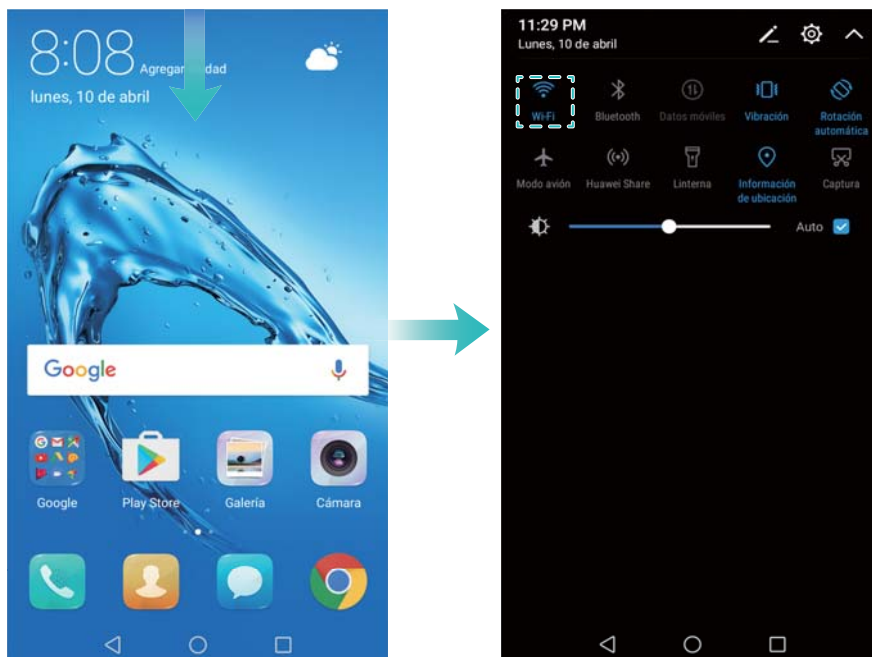 8:08
Agregar dad
lunes, 10 de abril
Google
Google
Play Store
Galería
Cámara
11:29 PM
Lunes, 10 de abril
Wi-Fi
Bluetooth
Datos móviles
Vibración
Rotación
automática
Modo avión
Huawei Share
Linterna
Información
de ubicación
Captura
Auto